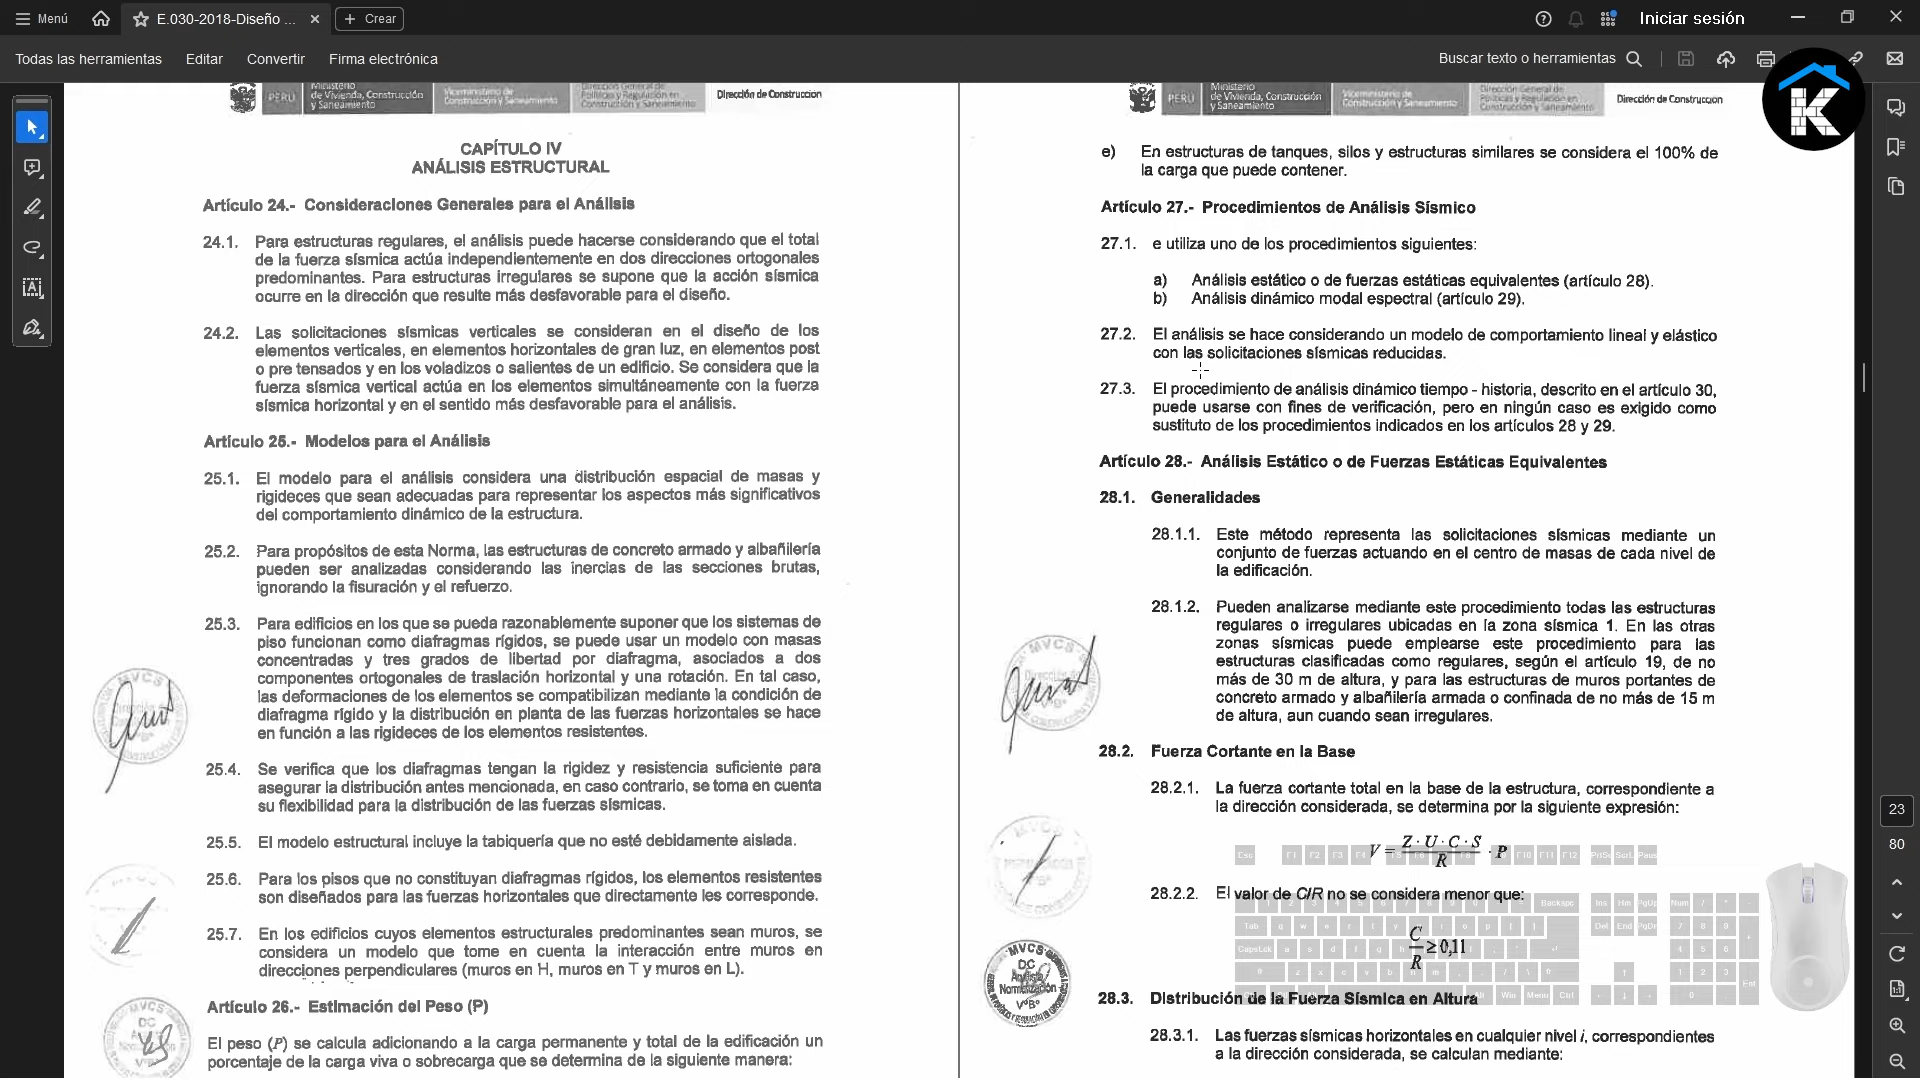 Menú
E.030-2018-Diseño ...
Crear
Iniciar sesión
Todas las herramientas
Editar
Convertir
Firma electrónica
Buscar texto o herramientas
PERÚ
Ministerio
de Vivienda, Construcción
y Saneamiento
Viceministerio de
Construcción y Saneamiento
Dirección General de
Políticas y Regulación en
Construcción y Saneamiento
Dirección de Construccion
CAPÍTULO IV
ANÁLISIS ESTRUCTURAL
Artículo 24.- Consideraciones Generales para el Análisis
24.1. Para estructuras regulares, el análisis puede hacerse considerando que el total
de la fuerza sísmica actúa independientemente en dos direcciones ortogonales
predominantes. Para estructuras irregulares se supone que la acción sísmica
ocurre en la dirección que resulte más desfavorable para el diseño.
24.2. Las solicitaciones sísmicas verticales se consideran en el diseño de los
elementos verticales, en elementos horizontales de gran luz, en elementos post
o pre tensados y en los voladizos o salientes de un edificio. Se considera que la
fuerza sísmica vertical actúa en los elementos simultáneamente con la fuerza
sísmica horizontal y en el sentido más desfavorable para el análisis.
Artículo 25.- Modelos para el Análisis
25.1. El modelo para el análisis considera una distribución espacial de masas y
rigideces que sean adecuadas para representar los aspectos más significativos
del comportamiento dinámico de la estructura.
25.2. Para propósitos de esta Norma, las estructuras de concreto armado y albañilería
pueden ser analizadas considerando las inercias de las secciones brutas,
ignorando la fisuración y el refuerzo.
25.3. Para edificios en los que se pueda razonablemente suponer que los sistemas de
piso funcionan como diafragmas rígidos, se puede usar un modelo con masas
concentradas y tres grados de libertad por diafragma, asociados a dos
componentes ortogonales de traslación horizontal y una rotación. En tal caso,
las deformaciones de los elementos se compatibilizan mediante la condición de
diafragma rígido y la distribución en planta de las fuerzas horizontales se hace
en función a las rigideces de los elementos resistentes.
25.4. Se verifica que los diafragmas tengan la rigidez y resistencia suficiente para
asegurar la distribución antes mencionada, en caso contrario, se toma en cuenta
su flexibilidad para la distribución de las fuerzas sísmicas.
25.5. El modelo estructural incluye la tabiquería que no esté debidamente aislada.
25.6. Para los pisos que no constituyan diafragmas rígidos, los elementos resistentes
son diseñados para las fuerzas horizontales que directamente les corresponde.
25.7. En los edificios cuyos elementos estructurales predominantes sean muros, se
considera un modelo que tome en cuenta la interacción entre muros en
direcciones perpendiculares (muros en H, muros en T y muros en L).
Artículo 26.- Estimación del Peso (P)
El peso (P) se calcula adicionando a la carga permanente y total de la edificación un
porcentaje de la carga viva o sobrecarga que se determina de la siguiente manera:
PERÚ
Ministerio
de Vivienda, Construcción
y Saneamiento
Viceministerio de
Construcción y Saneamiento
Dirección General de
Políticas y Regulación en
Construcción y Saneamiento
Dirección de Construccion
e) En estructuras de tanques, silos y estructuras similares se considera el 100% de
la carga que puede contener.
Artículo 27.- Procedimientos de Análisis Sísmico
27.1. e utiliza uno de los procedimientos siguientes:
a) Análisis estático o de fuerzas estáticas equivalentes (artículo 28).
b) Análisis dinámico modal espectral (artículo 29).
27.2. El análisis se hace considerando un modelo de comportamiento lineal y elástico
con las solicitaciones sísmicas reducidas.
27.3. El procedimiento de análisis dinámico tiempo - historia, descrito en el artículo 30,
puede usarse con fines de verificación, pero en ningún caso es exigido como
sustituto de los procedimientos indicados en los artículos 28 y 29.
Artículo 28.- Análisis Estático o de Fuerzas Estáticas Equivalentes
28.1. Generalidades
28.1.1. Este método representa las solicitaciones sísmicas mediante un
conjunto de fuerzas actuando en el centro de masas de cada nivel de
la edificación.
28.1.2. Pueden analizarse mediante este procedimiento todas las estructuras
regulares o irregulares ubicadas en la zona sísmica 1. En las otras
zonas sísmicas puede emplearse este procedimiento para las
estructuras clasificadas como regulares, según el artículo 19, de no
más de 30 m de altura, y para las estructuras de muros portantes de
concreto armado y albañilería armada o confinada de no más de 15 m
de altura, aun cuando sean irregulares.
28.2. Fuerza Cortante en la Base
28.2.1. La fuerza cortante total en la base de la estructura, correspondiente a
la dirección considerada, se determina por la siguiente expresión:
V = Z · U · C · S / R · P
28.2.2. El valor de C/R no se considera menor que:
C/R ≥ 0,11
28.3. Distribución de la Fuerza Sísmica en Altura
28.3.1. Las fuerzas sísmicas horizontales en cualquier nivel i, correspondientes
a la dirección considerada, se calculan mediante:
K
23
80